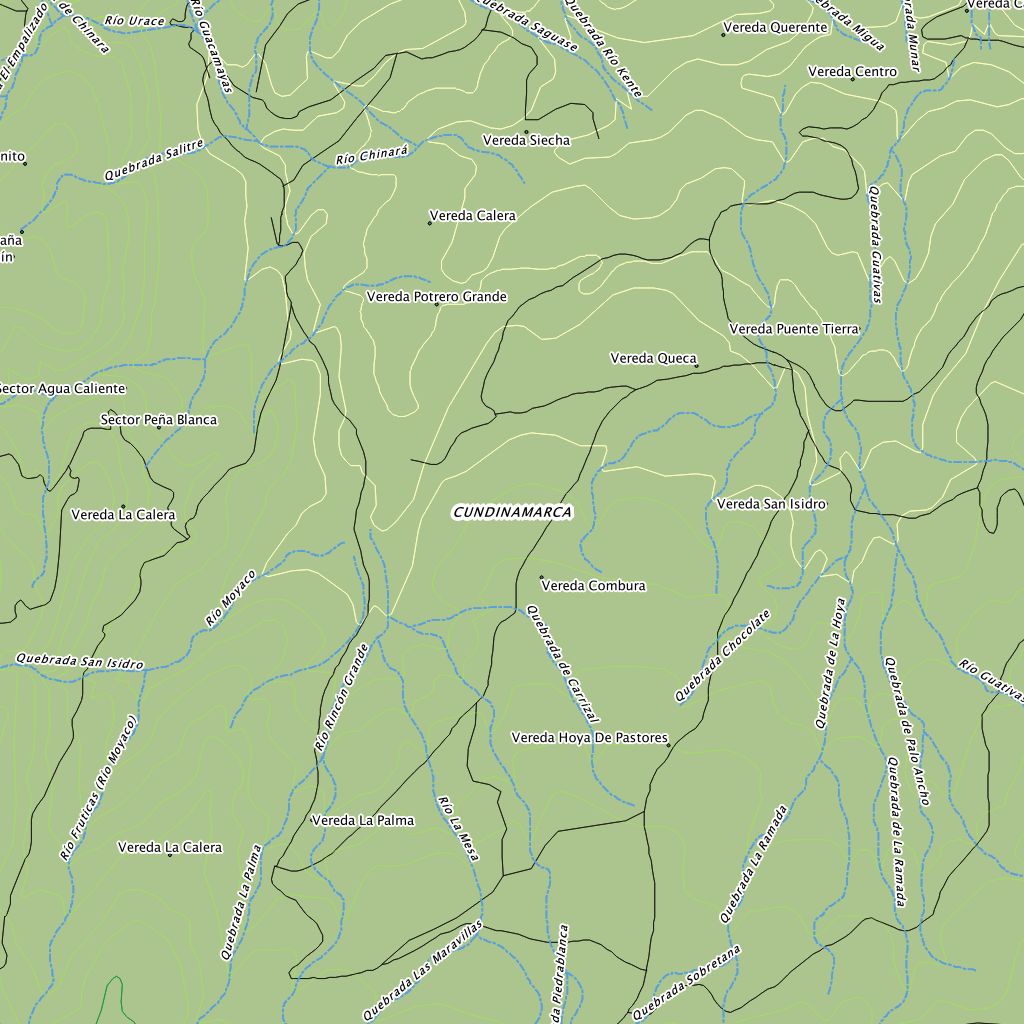 Río Urace
de Chinara
El Empalizado
Río Guacamayas
Quebrada Saguase
Quebrada Río Kente
Quebrada Migua
Vereda Querente
Vereda Centro
Vereda Siecha
Quebrada Salitre
Río Chinará
Vereda Calera
Quebrada Guativas
Vereda Potrero Grande
Vereda Puente Tierra
Vereda Queca
Sector Agua Caliente
Sector Peña Blanca
Vereda San Isidro
CUNDINAMARCA
Vereda La Calera
Vereda Combura
Río Moyaco
Quebrada de Carrizal
Quebrada Chocolate
Quebrada de La Hoya
Quebrada San Isidro
Río Rincón Grande
Quebrada de Palo Ancho
Río Guativas
Vereda Hoya De Pastores
Río Fruticas (Río Moyaco)
Río La Mesa
Quebrada de La Ramada
Quebrada La Ramada
Vereda La Palma
Vereda La Calera
Quebrada La Palma
Quebrada Las Maravillas
da Piedrablanca
Quebrada Sobretana